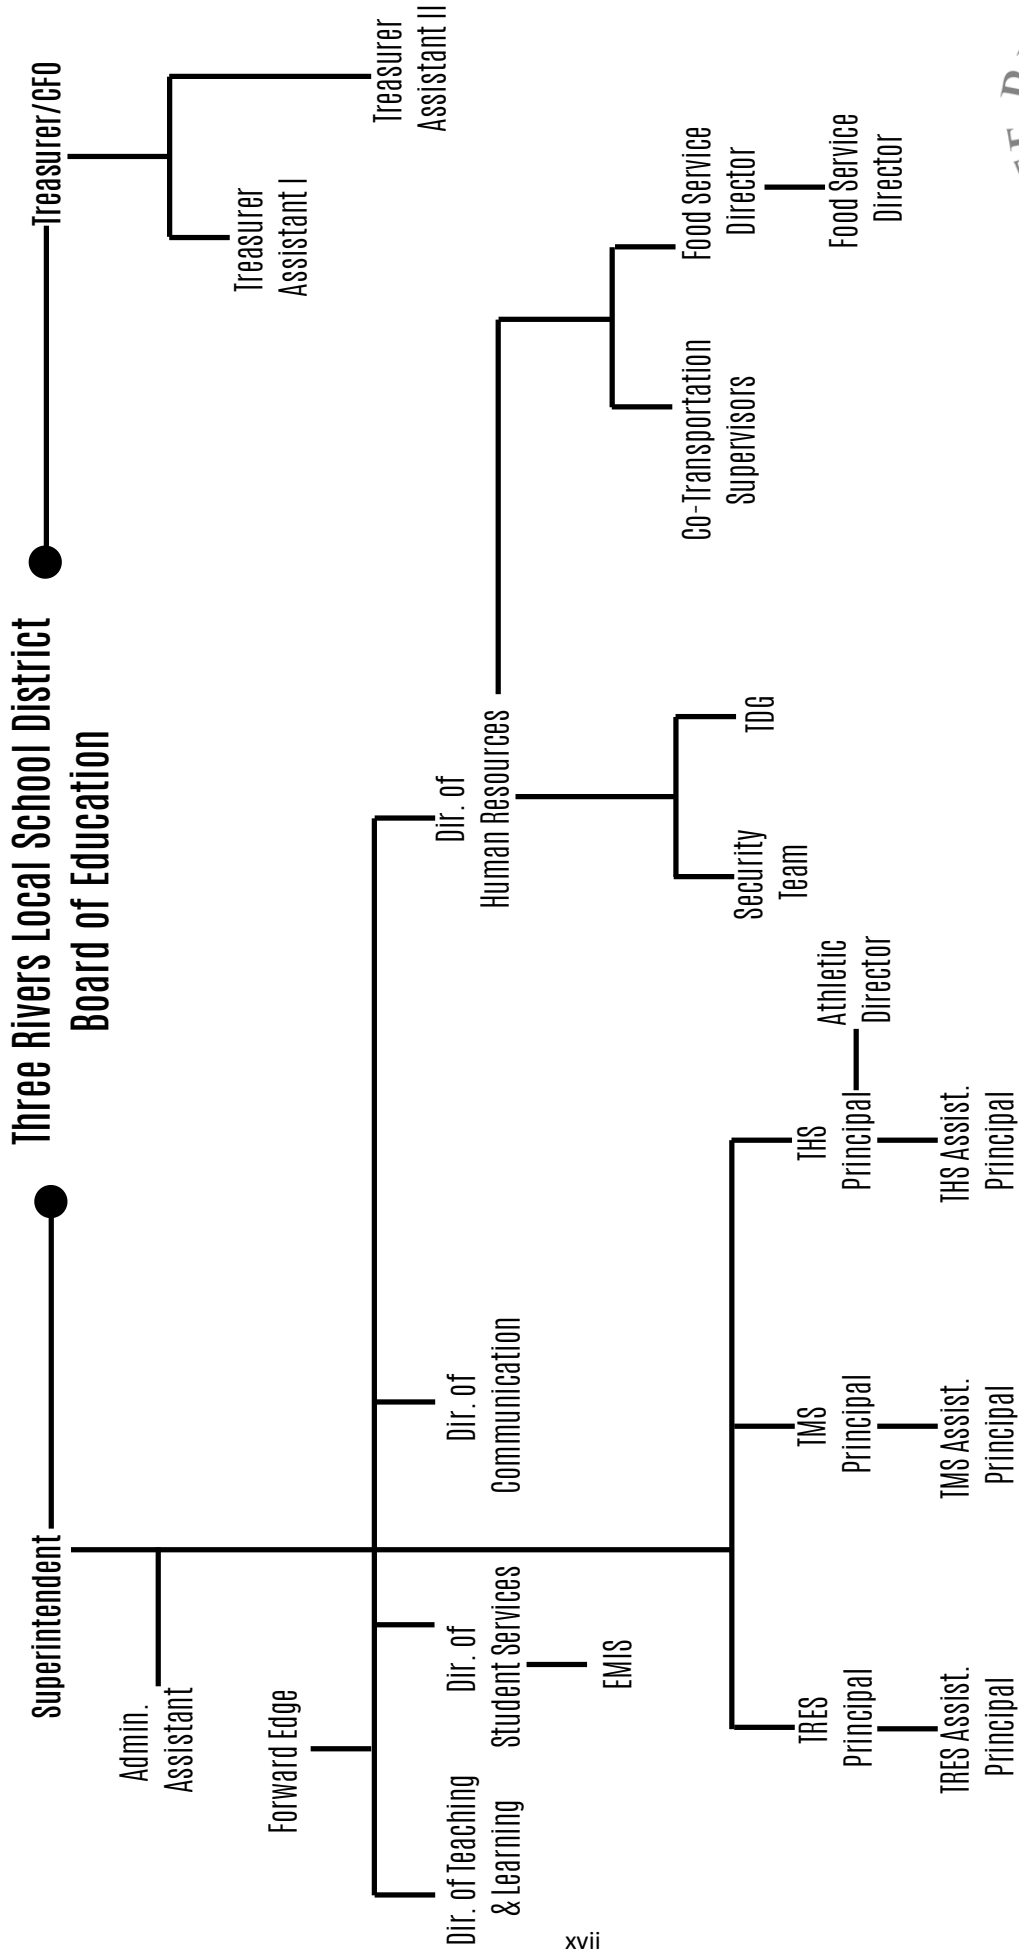 Three Rivers Local School District
Board of Education
Superintendent
Treasurer/CFO
Admin.
Assistant
Treasurer
Assistant I
Treasurer
Assistant II
Forward Edge
Dir. of Teaching
& Learning
Dir. of
Student Services
EMIS
Dir. of
Communication
Dir. of
Human Resources
Security
Team
TDG
Co-Transportation
Supervisors
Food Service
Director
Food Service
Director
TRES
Principal
TRES Assist.
Principal
TMS
Principal
TMS Assist.
Principal
THS
Principal
Athletic
Director
THS Assist.
Principal
xvii